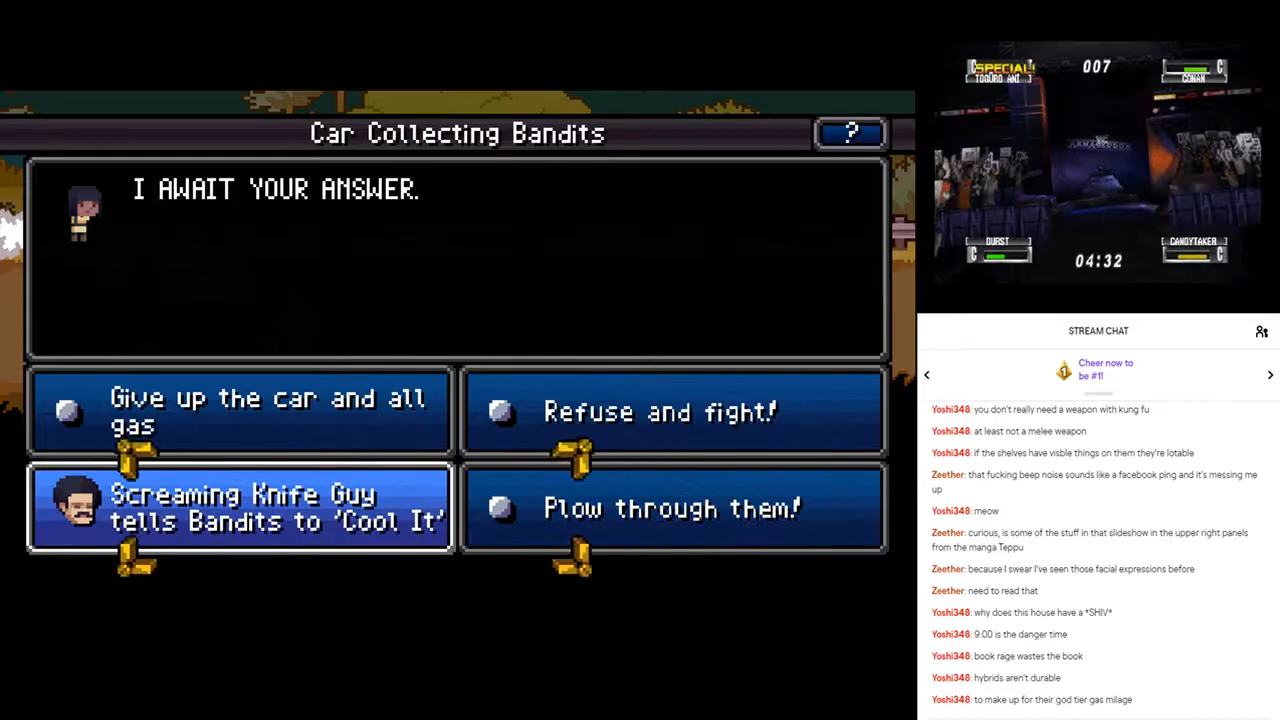 Car Collecting Bandits
?
I AWAIT YOUR ANSWER.
Give up the car and all
gas
Refuse and fight!
Screaming Knife Guy
tells Bandits to 'Cool It'
Plow through them!
SPECIAL!
TOGURO ANI
007
C
CONAN
ARMAGEDDON
DURST
C
04:32
CANDYTAKER
C
STREAM CHAT
Cheer now to
be #1!
Yoshi348: you don't really need a weapon with kung fu
Yoshi348: at least not a melee weapon
Yoshi348: if the shelves have visble things on them they're lotable
Zeether: that fucking beep noise sounds like a facebook ping and it's messing me
up
Yoshi348: meow
Zeether: curious, is some of the stuff in that slideshow in the upper right panels
from the manga Teppu
Zeether: because I swear I've seen those facial expressions before
Zeether: need to read that
Yoshi348: why does this house have a *SHIV*
Yoshi348: 9:00 is the danger time
Yoshi348: book rage wastes the book
Yoshi348: hybrids aren't durable
Yoshi348: to make up for their god tier gas milage